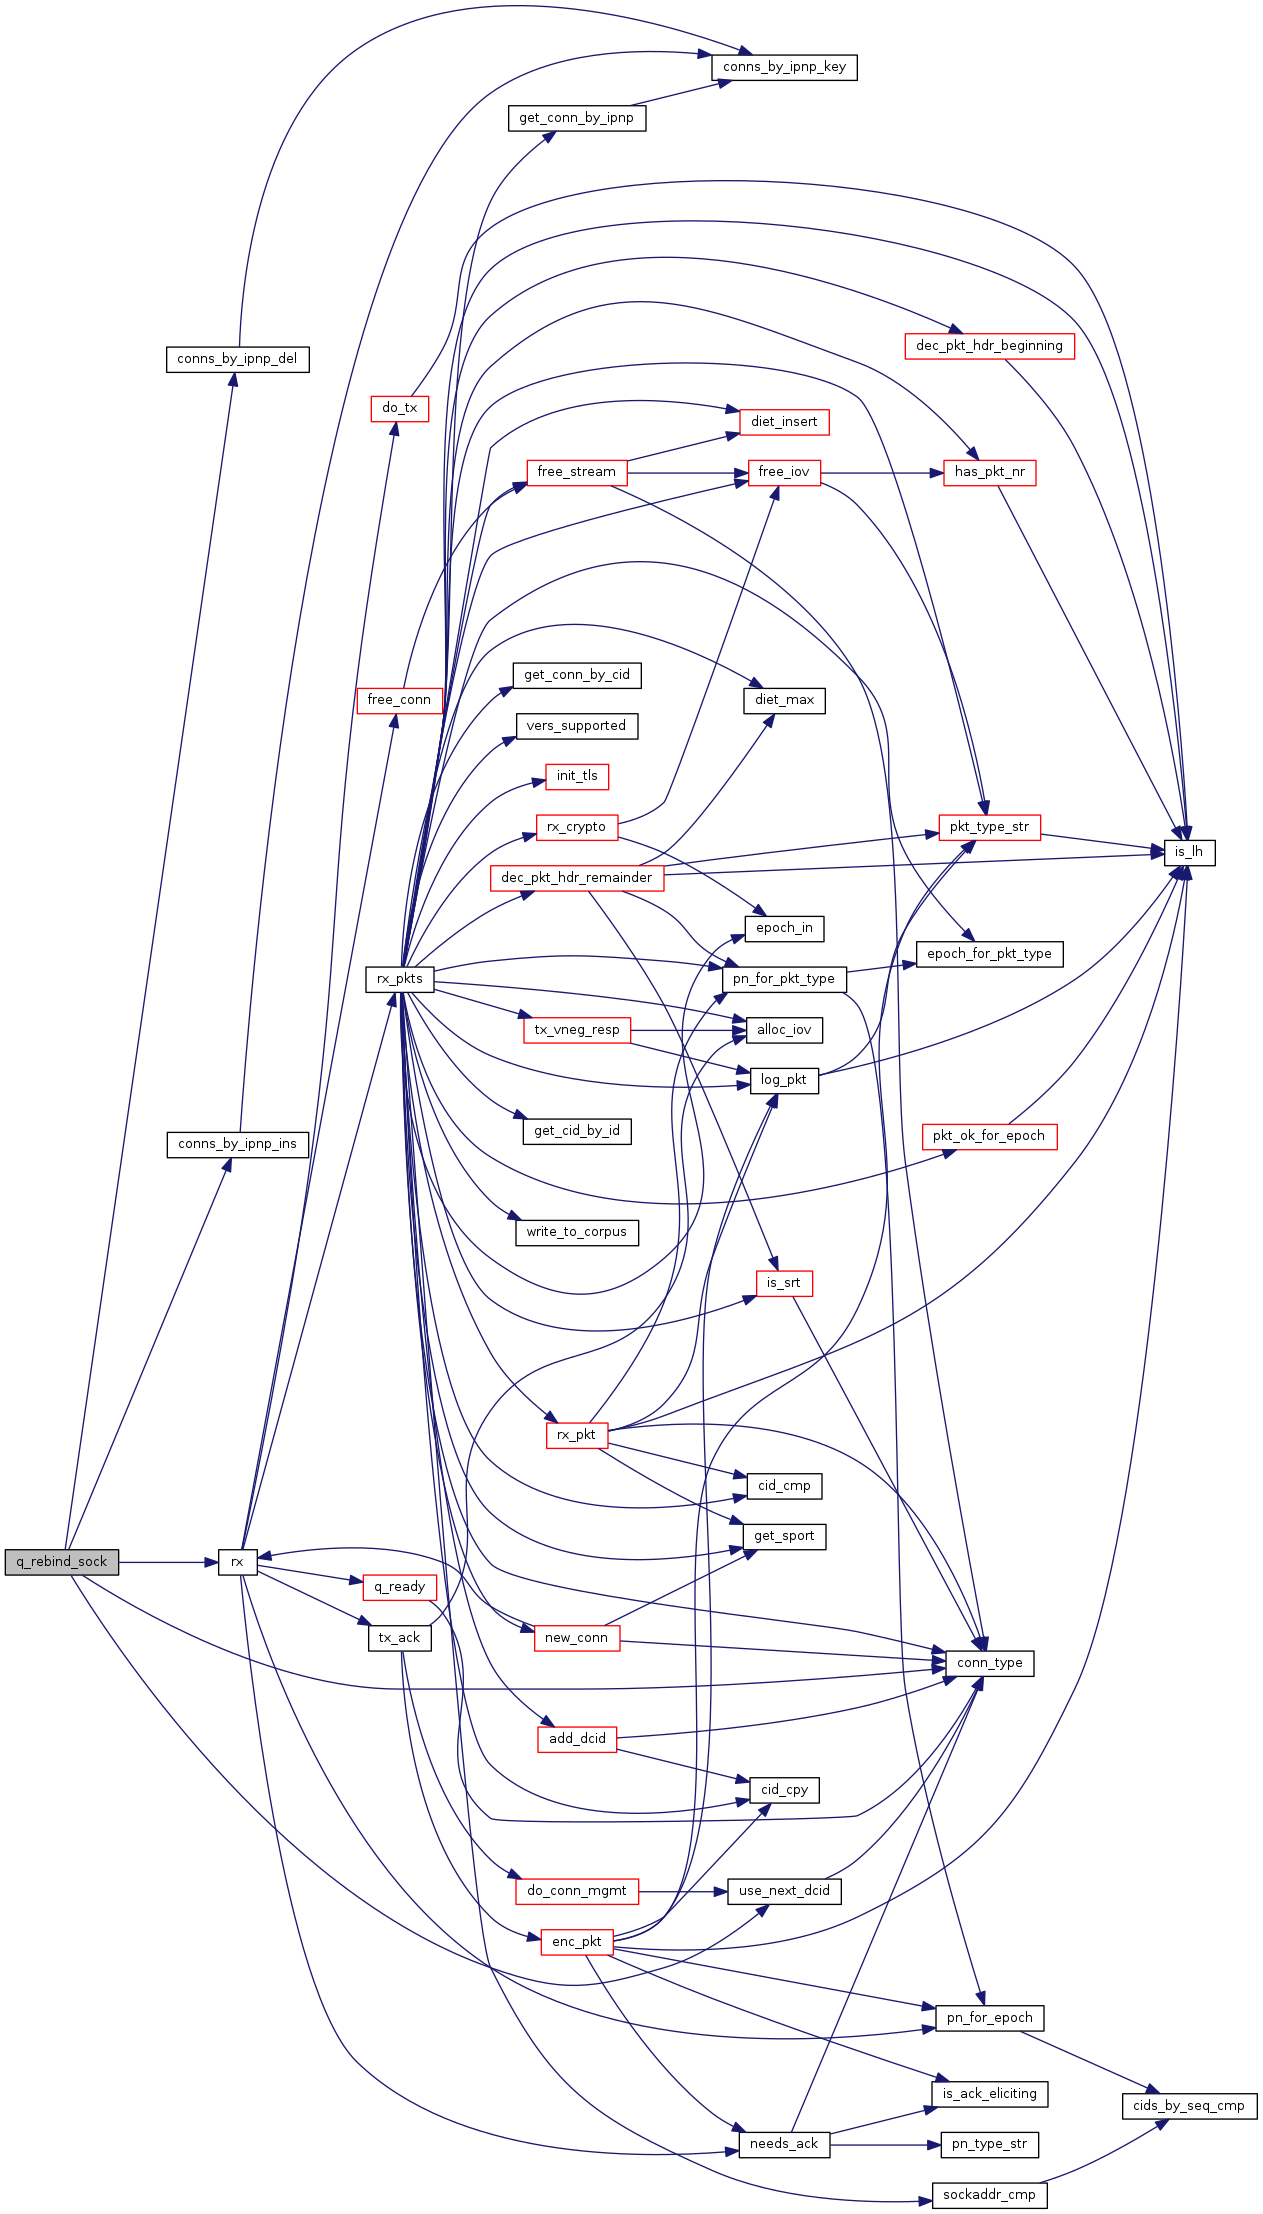 conns_by_ipnp_key
get_conn_by_ipnp
dec_pkt_hdr_beginning
conns_by_ipnp_del
do_tx
diet_insert
free_stream
free_iov
has_pkt_nr
get_conn_by_cid
free_conn
diet_max
vers_supported
init_tls
rx_crypto
pkt_type_str
is_lh
dec_pkt_hdr_remainder
epoch_in
epoch_for_pkt_type
rx_pkts
pn_for_pkt_type
tx_vneg_resp
alloc_iov
log_pkt
get_cid_by_id
pkt_ok_for_epoch
conns_by_ipnp_ins
write_to_corpus
is_srt
rx_pkt
cid_cmp
get_sport
q_rebind_sock
rx
q_ready
tx_ack
new_conn
conn_type
add_dcid
cid_cpy
do_conn_mgmt
use_next_dcid
enc_pkt
pn_for_epoch
is_ack_eliciting
cids_by_seq_cmp
needs_ack
pn_type_str
sockaddr_cmp